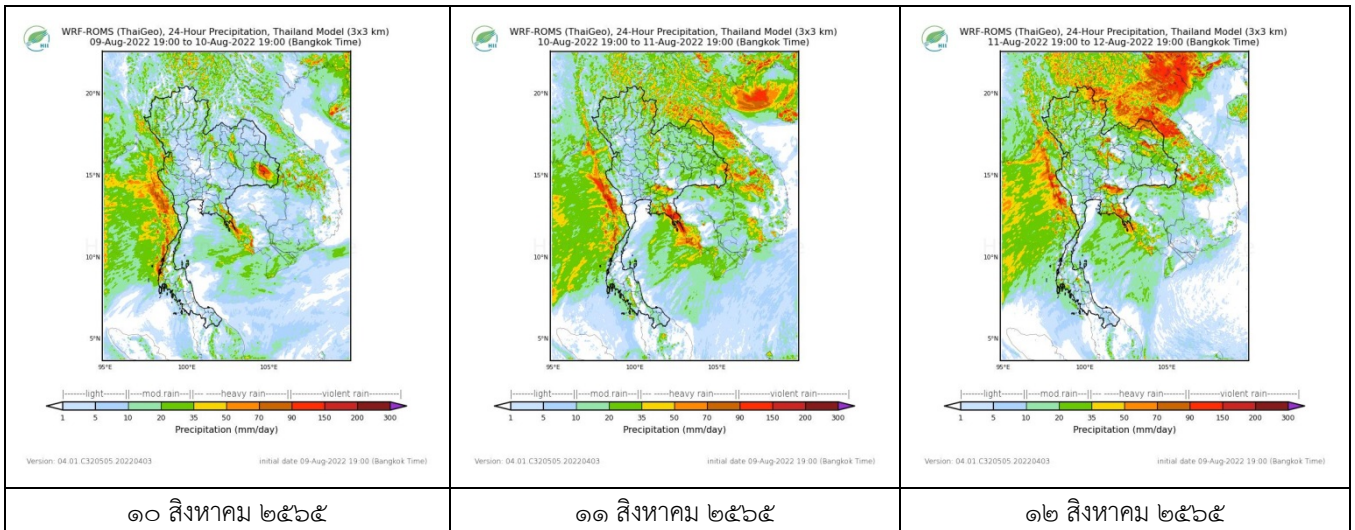 HII
WRF-ROMS (ThaiGeo), 24-Hour Precipitation, Thailand Model (3x3 km)
09-Aug-2022 19:00 to 10-Aug-2022 19:00 (Bangkok Time)
20°N
15°N
10°N
5°N
95°E 100°E 105°E
|-------light------||---mod.rain---||--- ---heavy rain---||--------violent rain--------|
1 5 10 20 35 50 70 90 150 200 300
Precipitation (mm/day)
Version: 04.01.C320505.20220403 initial date 09-Aug-2022 19:00 (Bangkok Time)
๑๐ สิงหาคม ๒๕๖๕
HII
WRF-ROMS (ThaiGeo), 24-Hour Precipitation, Thailand Model (3x3 km)
10-Aug-2022 19:00 to 11-Aug-2022 19:00 (Bangkok Time)
20°N
15°N
10°N
5°N
95°E 100°E 105°E
|-------light------||---mod.rain---||--- ---heavy rain---||--------violent rain--------|
1 5 10 20 35 50 70 90 150 200 300
Precipitation (mm/day)
Version: 04.01.C320505.20220403 initial date 09-Aug-2022 19:00 (Bangkok Time)
๑๑ สิงหาคม ๒๕๖๕
HII
WRF-ROMS (ThaiGeo), 24-Hour Precipitation, Thailand Model (3x3 km)
11-Aug-2022 19:00 to 12-Aug-2022 19:00 (Bangkok Time)
20°N
15°N
10°N
5°N
95°E 100°E 105°E
|-------light------||---mod.rain---||--- ---heavy rain---||--------violent rain--------|
1 5 10 20 35 50 70 90 150 200 300
Precipitation (mm/day)
Version: 04.01.C320505.20220403 initial date 09-Aug-2022 19:00 (Bangkok Time)
๑๒ สิงหาคม ๒๕๖๕